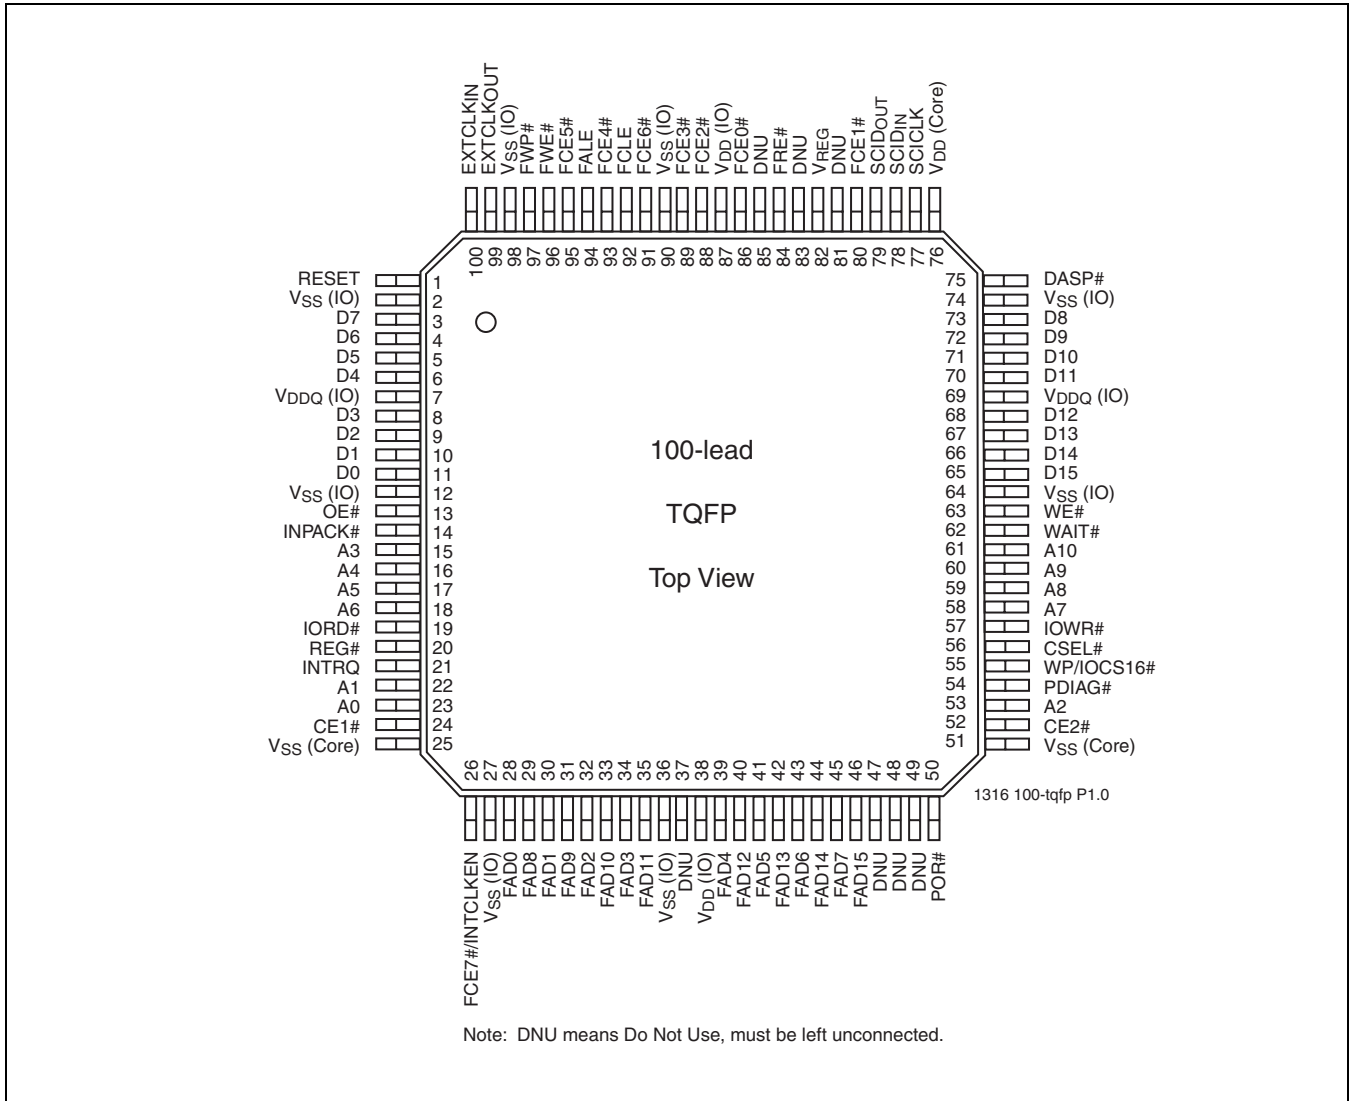 EXTCLKIN
EXTCLKOUT
VSS (IO)
FWP#
FWE#
FCE5#
FALE
FCE4#
FCLE
FCE6#
VSS (IO)
FCE3#
FCE2#
VDD (IO)
FCE0#
DNU
FRE#
DNU
VREG
DNU
FCE1#
SCIDOUT
SCIDIN
SCICLK
VDD (Core)
100
99
98
97
96
95
94
93
92
91
90
89
88
87
86
85
84
83
82
81
80
79
78
77
76
RESET 1
VSS (IO) 2
D7 3
D6 4
D5 5
D4 6
VDDQ (IO) 7
D3 8
D2 9
D1 10
D0 11
VSS (IO) 12
OE# 13
INPACK# 14
A3 15
A4 16
A5 17
A6 18
IORD# 19
REG# 20
INTRQ 21
A1 22
A0 23
CE1# 24
VSS (Core) 25
100-lead
TQFP
Top View
75 DASP#
74 VSS (IO)
73 D8
72 D9
71 D10
70 D11
69 VDDQ (IO)
68 D12
67 D13
66 D14
65 D15
64 VSS (IO)
63 WE#
62 WAIT#
61 A10
60 A9
59 A8
58 A7
57 IOWR#
56 CSEL#
55 WP/IOCS16#
54 PDIAG#
53 A2
52 CE2#
51 VSS (Core)
26
27
28
29
30
31
32
33
34
35
36
37
38
39
40
41
42
43
44
45
46
47
48
49
50
1316 100-tqfp P1.0
FCE7#/INTCLKEN
VSS (IO)
FAD0
FAD8
FAD1
FAD9
FAD2
FAD10
FAD3
FAD11
VSS (IO)
DNU
VDD (IO)
FAD4
FAD12
FAD5
FAD13
FAD6
FAD14
FAD7
FAD15
DNU
DNU
DNU
POR#
Note: DNU means Do Not Use, must be left unconnected.